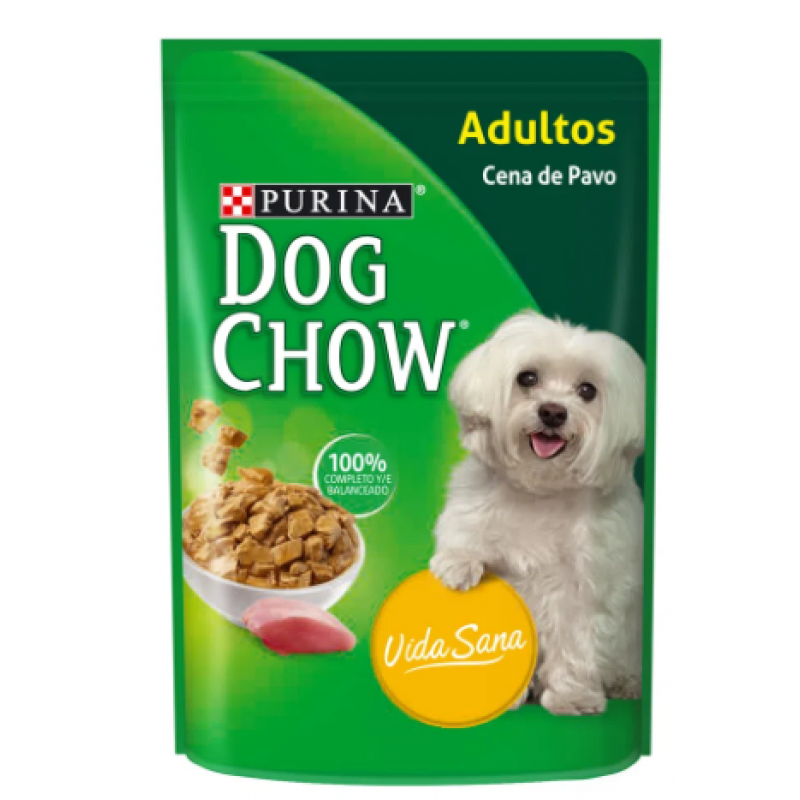 Adultos
Cena de Pavo
PURINA®
DOG
CHOW®
100%
COMPLETO Y/E
BALANCEADO
Vida Sana